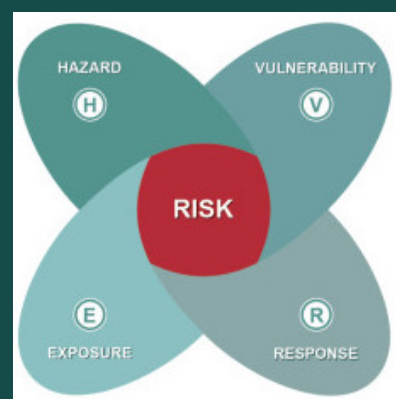 HAZARD
VULNERABILITY
H
V
RISK
E
R
EXPOSURE
RESPONSE